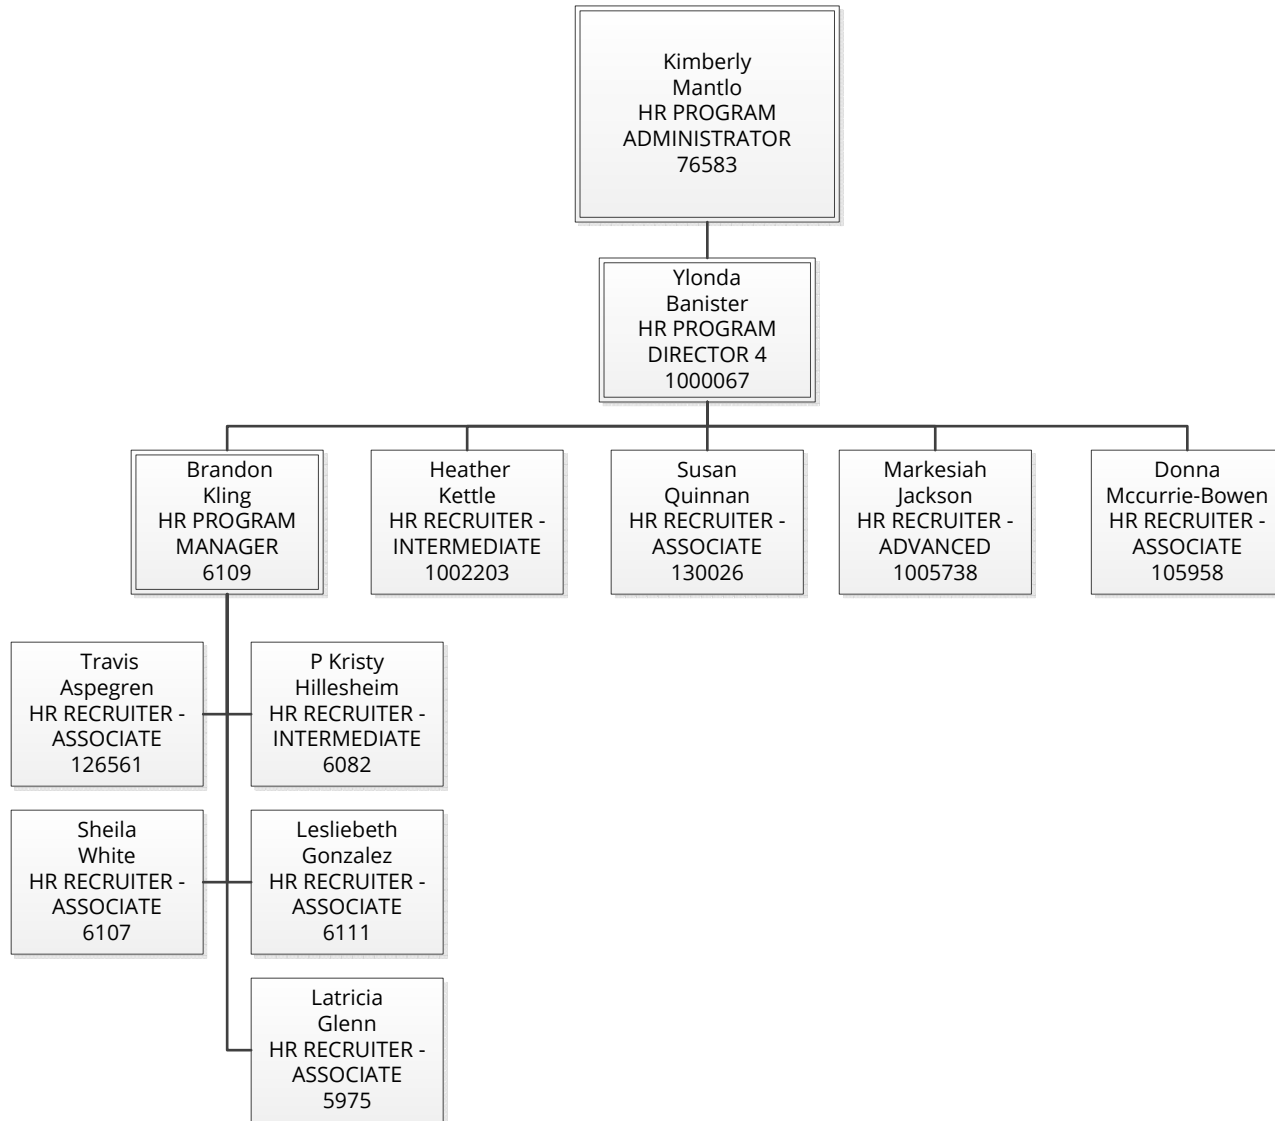 Kimberly
Mantlo
HR PROGRAM
ADMINISTRATOR
76583
Ylonda
Banister
HR PROGRAM
DIRECTOR 4
1000067
Brandon
Kling
HR PROGRAM
MANAGER
6109
Heather
Kettle
HR RECRUITER -
INTERMEDIATE
1002203
Susan
Quinnan
HR RECRUITER -
ASSOCIATE
130026
Markesiah
Jackson
HR RECRUITER -
ADVANCED
1005738
Donna
Mccurrie-Bowen
HR RECRUITER -
ASSOCIATE
105958
Travis
Aspegren
HR RECRUITER -
ASSOCIATE
126561
P Kristy
Hillesheim
HR RECRUITER -
INTERMEDIATE
6082
Sheila
White
HR RECRUITER -
ASSOCIATE
6107
Lesliebeth
Gonzalez
HR RECRUITER -
ASSOCIATE
6111
Latricia
Glenn
HR RECRUITER -
ASSOCIATE
5975